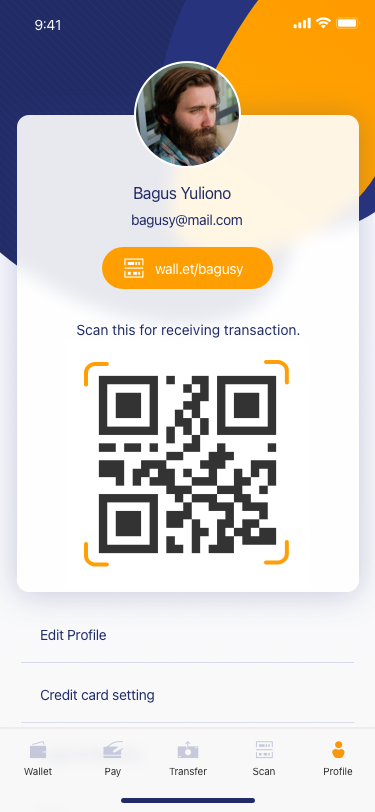 9:41
Bagus Yuliono
bagusy@mail.com
wall.et/bagusy
Scan this for receiving transaction.
Edit Profile
Credit card setting
Wallet Pay Transfer Scan Profile